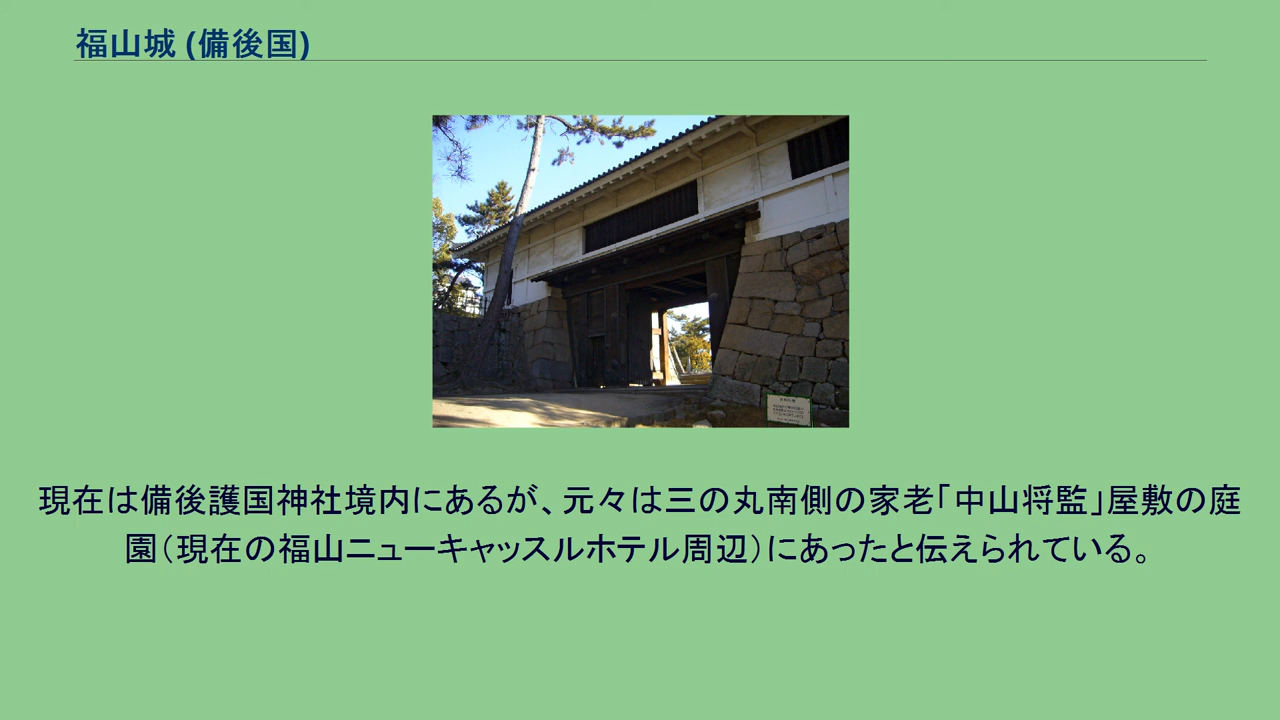 福山城 (備後国)
現在は備後護国神社境内にあるが、元々は三の丸南側の家老｢中山将監｣屋敷の庭
園（現在の福山ニューキャッスルホテル周辺）にあったと伝えられている。